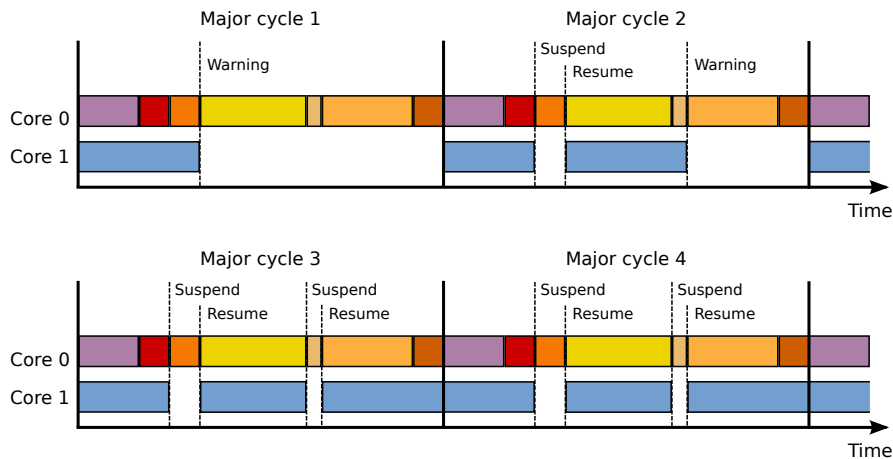 Major cycle 1
Major cycle 2
Warning
Suspend
Resume
Warning
Core 0
Core 1
Time
Major cycle 3
Major cycle 4
Suspend
Resume
Suspend
Resume
Suspend
Resume
Suspend
Resume
Core 0
Core 1
Time